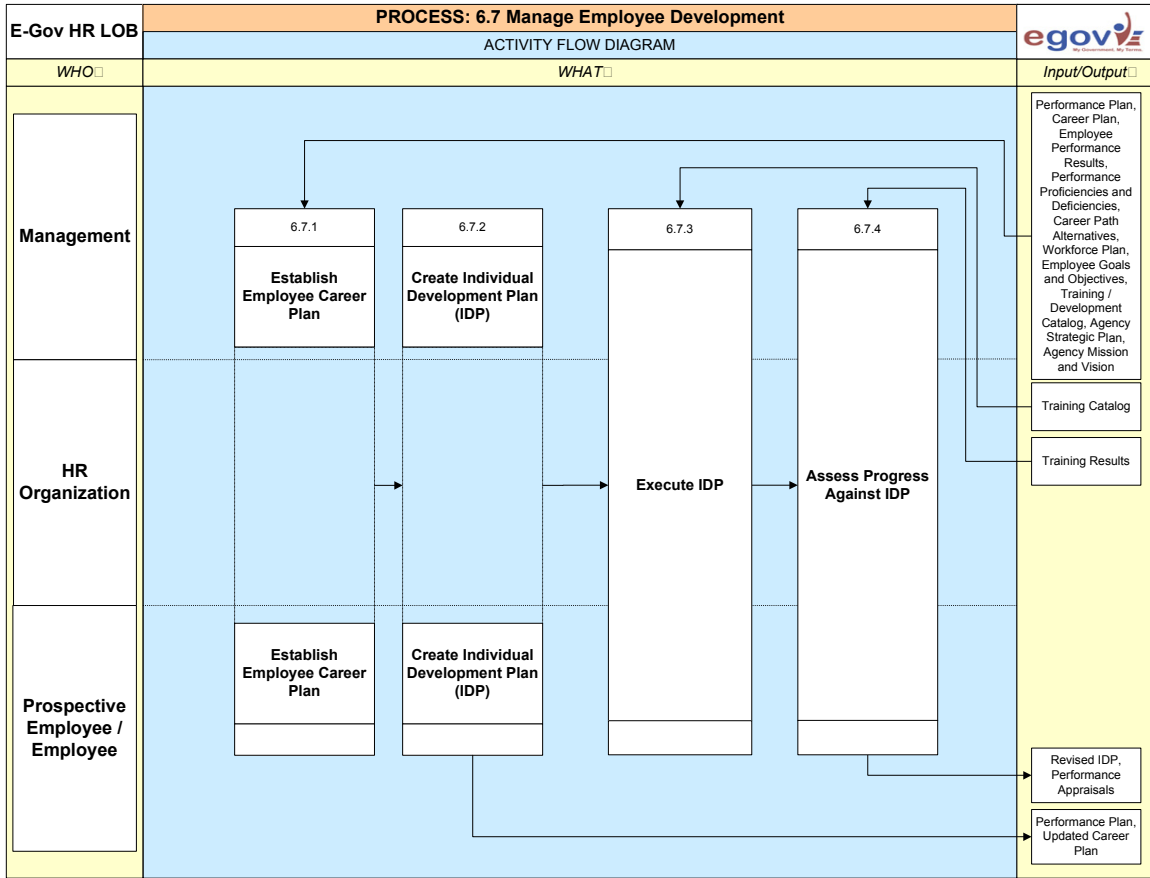 E-Gov HR LOB
PROCESS: 6.7 Manage Employee Development
ACTIVITY FLOW DIAGRAM
egov
My Government. My Terms.
WHO□
WHAT□
Input/Output□
Management
HR
Organization
Prospective
Employee /
Employee
6.7.1
Establish
Employee Career
Plan
6.7.2
Create Individual
Development Plan
(IDP)
6.7.3
Execute IDP
6.7.4
Assess Progress
Against IDP
Establish
Employee Career
Plan
Create Individual
Development Plan
(IDP)
Performance Plan,
Career Plan,
Employee
Performance
Results,
Performance
Proficiencies and
Deficiencies,
Career Path
Alternatives,
Workforce Plan,
Employee Goals
and Objectives,
Training /
Development
Catalog, Agency
Strategic Plan,
Agency Mission
and Vision
Training Catalog
Training Results
Revised IDP,
Performance
Appraisals
Performance Plan,
Updated Career
Plan